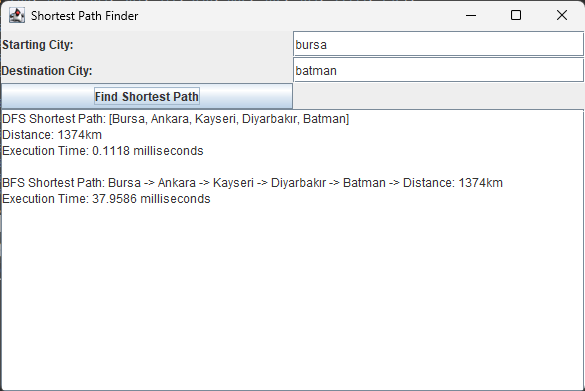 Shortest Path Finder
Starting City: bursa
Destination City: batman
Find Shortest Path
DFS Shortest Path: [Bursa, Ankara, Kayseri, Diyarbakır, Batman]
Distance: 1374km
Execution Time: 0.1118 milliseconds
BFS Shortest Path: Bursa -> Ankara -> Kayseri -> Diyarbakır -> Batman -> Distance: 1374km
Execution Time: 37.9586 milliseconds